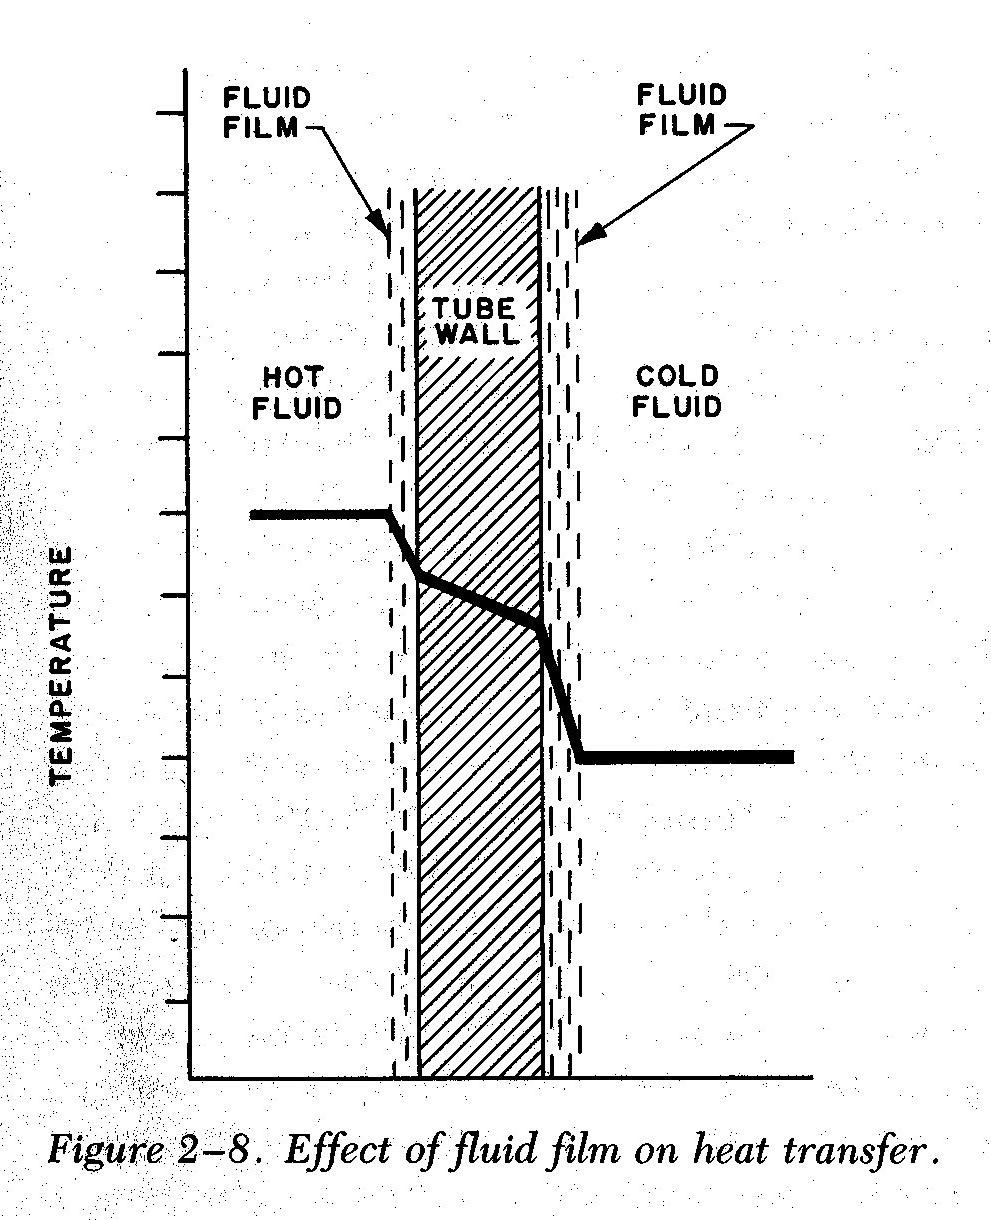 FLUID
FILM
FLUID
FILM
TUBE
WALL
HOT
FLUID
COLD
FLUID
TEMPERATURE
Figure 2–8. Effect of fluid film on heat transfer.